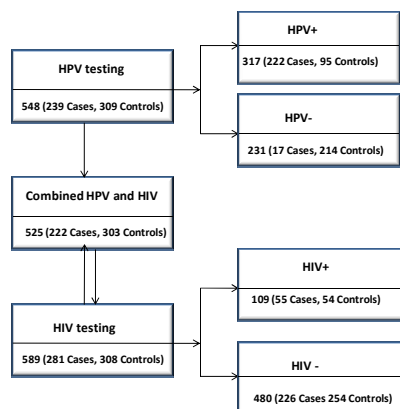 HPV+
317 (222 Cases, 95 Controls)
HPV testing
548 (239 Cases, 309 Controls)
HPV-
231 (17 Cases, 214 Controls)
Combined HPV and HIV
525 (222 Cases, 303 Controls)
HIV+
109 (55 Cases, 54 Controls)
HIV testing
589 (281 Cases, 308 Controls)
HIV -
480 (226 Cases 254 Controls)